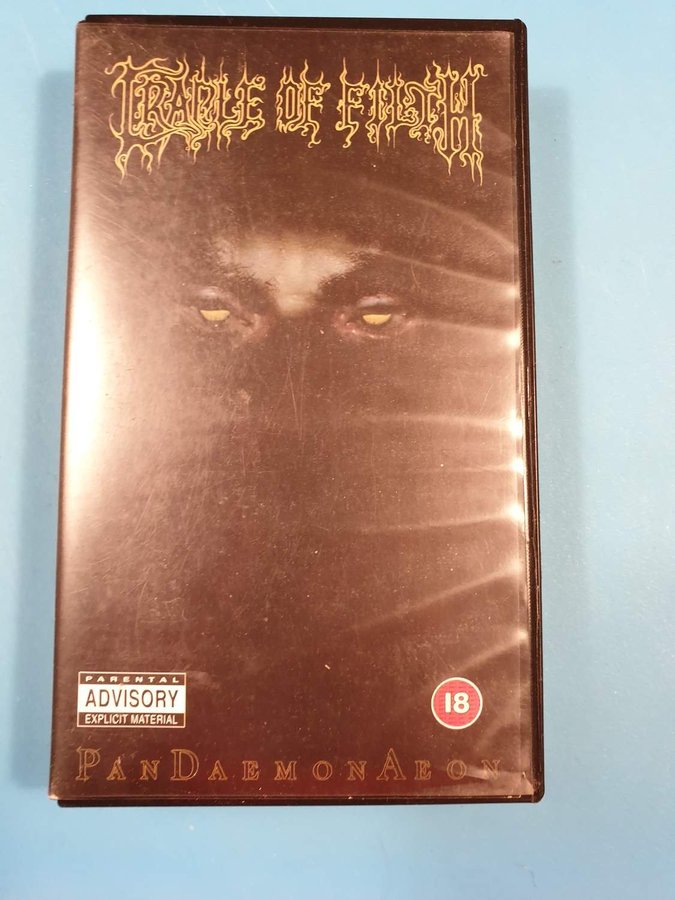 CRADLE OF FILTH
PARENTAL
ADVISORY
EXPLICIT MATERIAL
18
PANDAEMONAEON